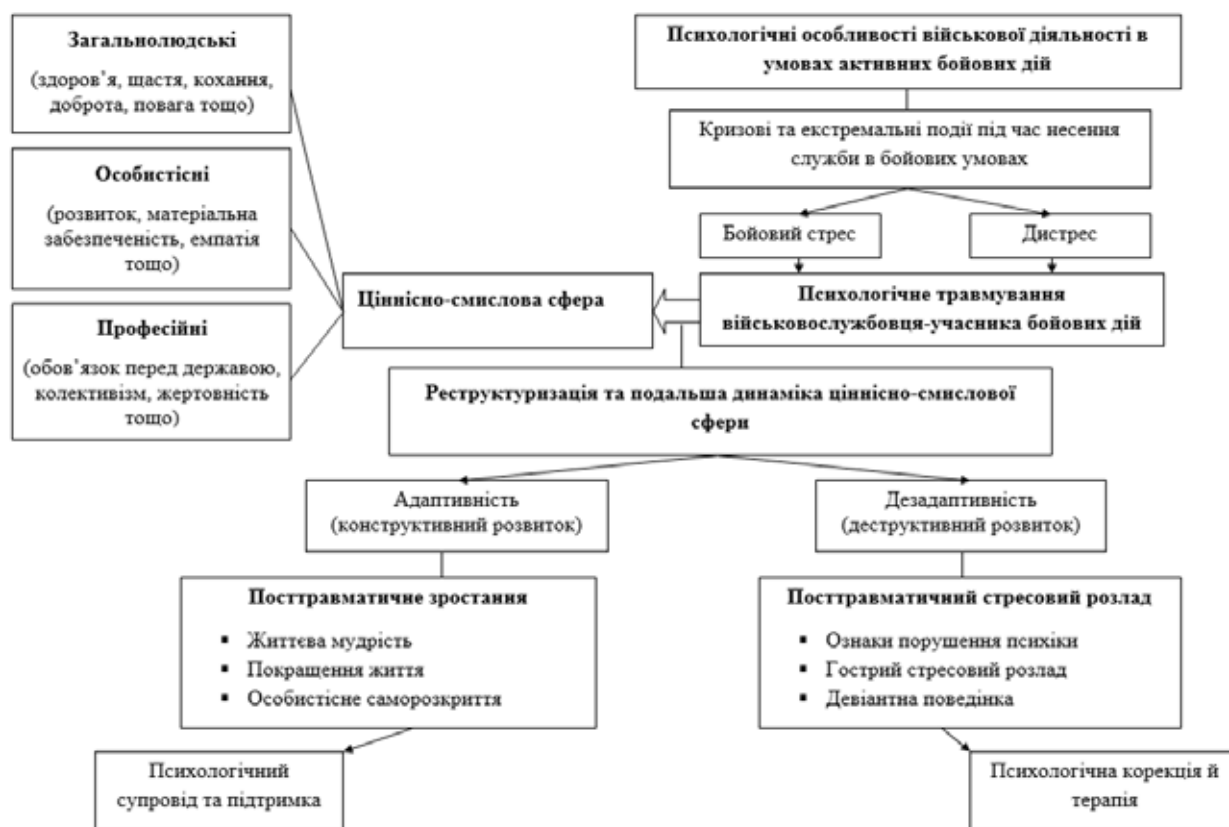 Загальнолюдські
(здоров’я, щастя, кохання,
доброта, повага тощо)
Особистісні
(розвиток, матеріальна
забезпеченість, емпатія
тощо)
Професійні
(обов’язок перед державою,
колективізм, жертовність
тощо)
Ціннісно-смислова сфера
Психологічні особливості військової діяльності в
умовах активних бойових дій
Кризові та екстремальні події під час несення
служби в бойових умовах
Бойовий стрес
Дистрес
Психологічне травмування
військовослужбовця-учасника бойових дій
Реструктуризація та подальша динаміка ціннісно-смислової
сфери
Адаптивність
(конструктивний розвиток)
Дезадаптивність
(деструктивний розвиток)
Посттравматичне зростання
▪ Життєва мудрість
▪ Покращення життя
▪ Особистісне саморозкриття
Посттравматичний стресовий розлад
▪ Ознаки порушення психіки
▪ Гострий стресовий розлад
▪ Девіантна поведінка
Психологічний
супровід та підтримка
Психологічна корекція й
терапія